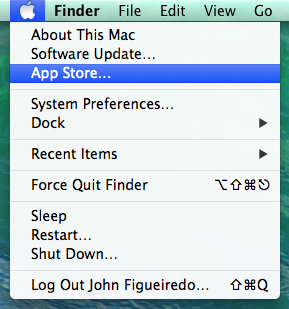 Finder File Edit View Go
About This Mac
Software Update...
App Store...
System Preferences...
Dock ▶
Recent Items ▶
Force Quit Finder ⌥⇧⌘⎋
Sleep
Restart...
Shut Down...
Log Out John Figueiredo... ⇧⌘Q